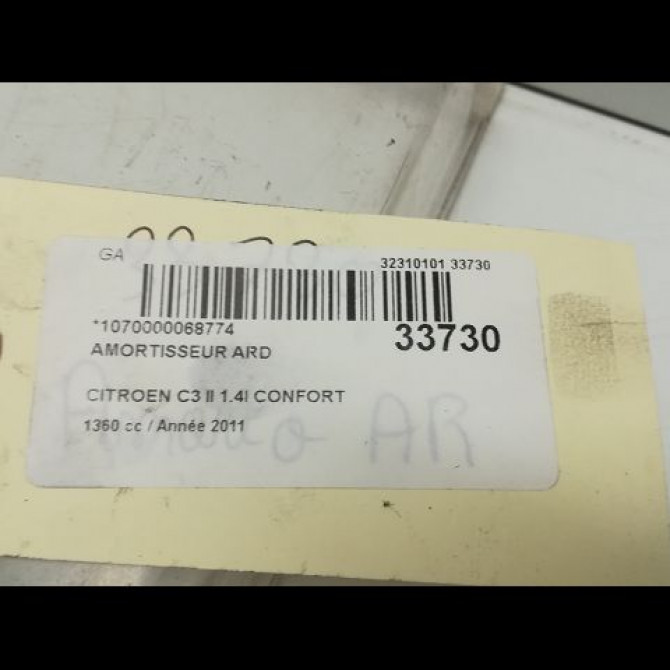 GA
32310101 33730
*1070000068774
33730
AMORTISSEUR ARD
CITROEN C3 II 1.4I CONFORT
1360 cc / Année 2011
AR